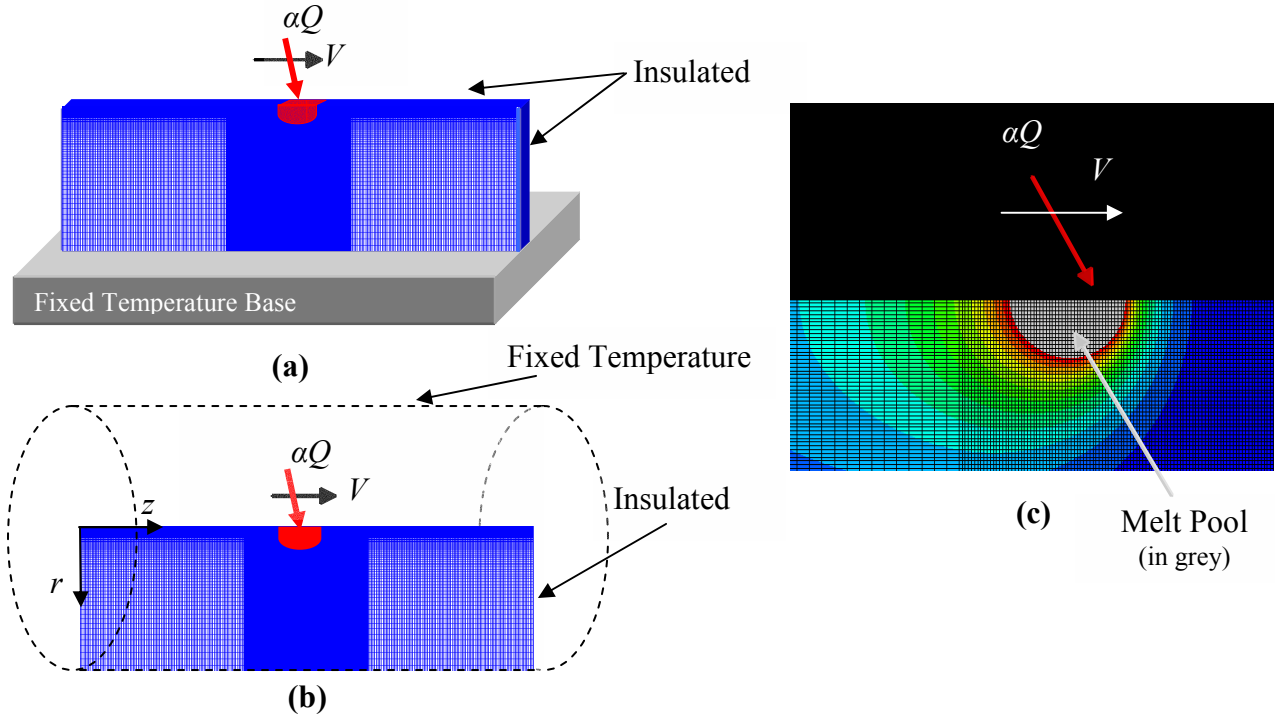 αQ
V
Insulated
Fixed Temperature Base
(a)
Fixed Temperature
αQ
V
z
Insulated
r
(b)
αQ
V
(c)
Melt Pool
(in grey)